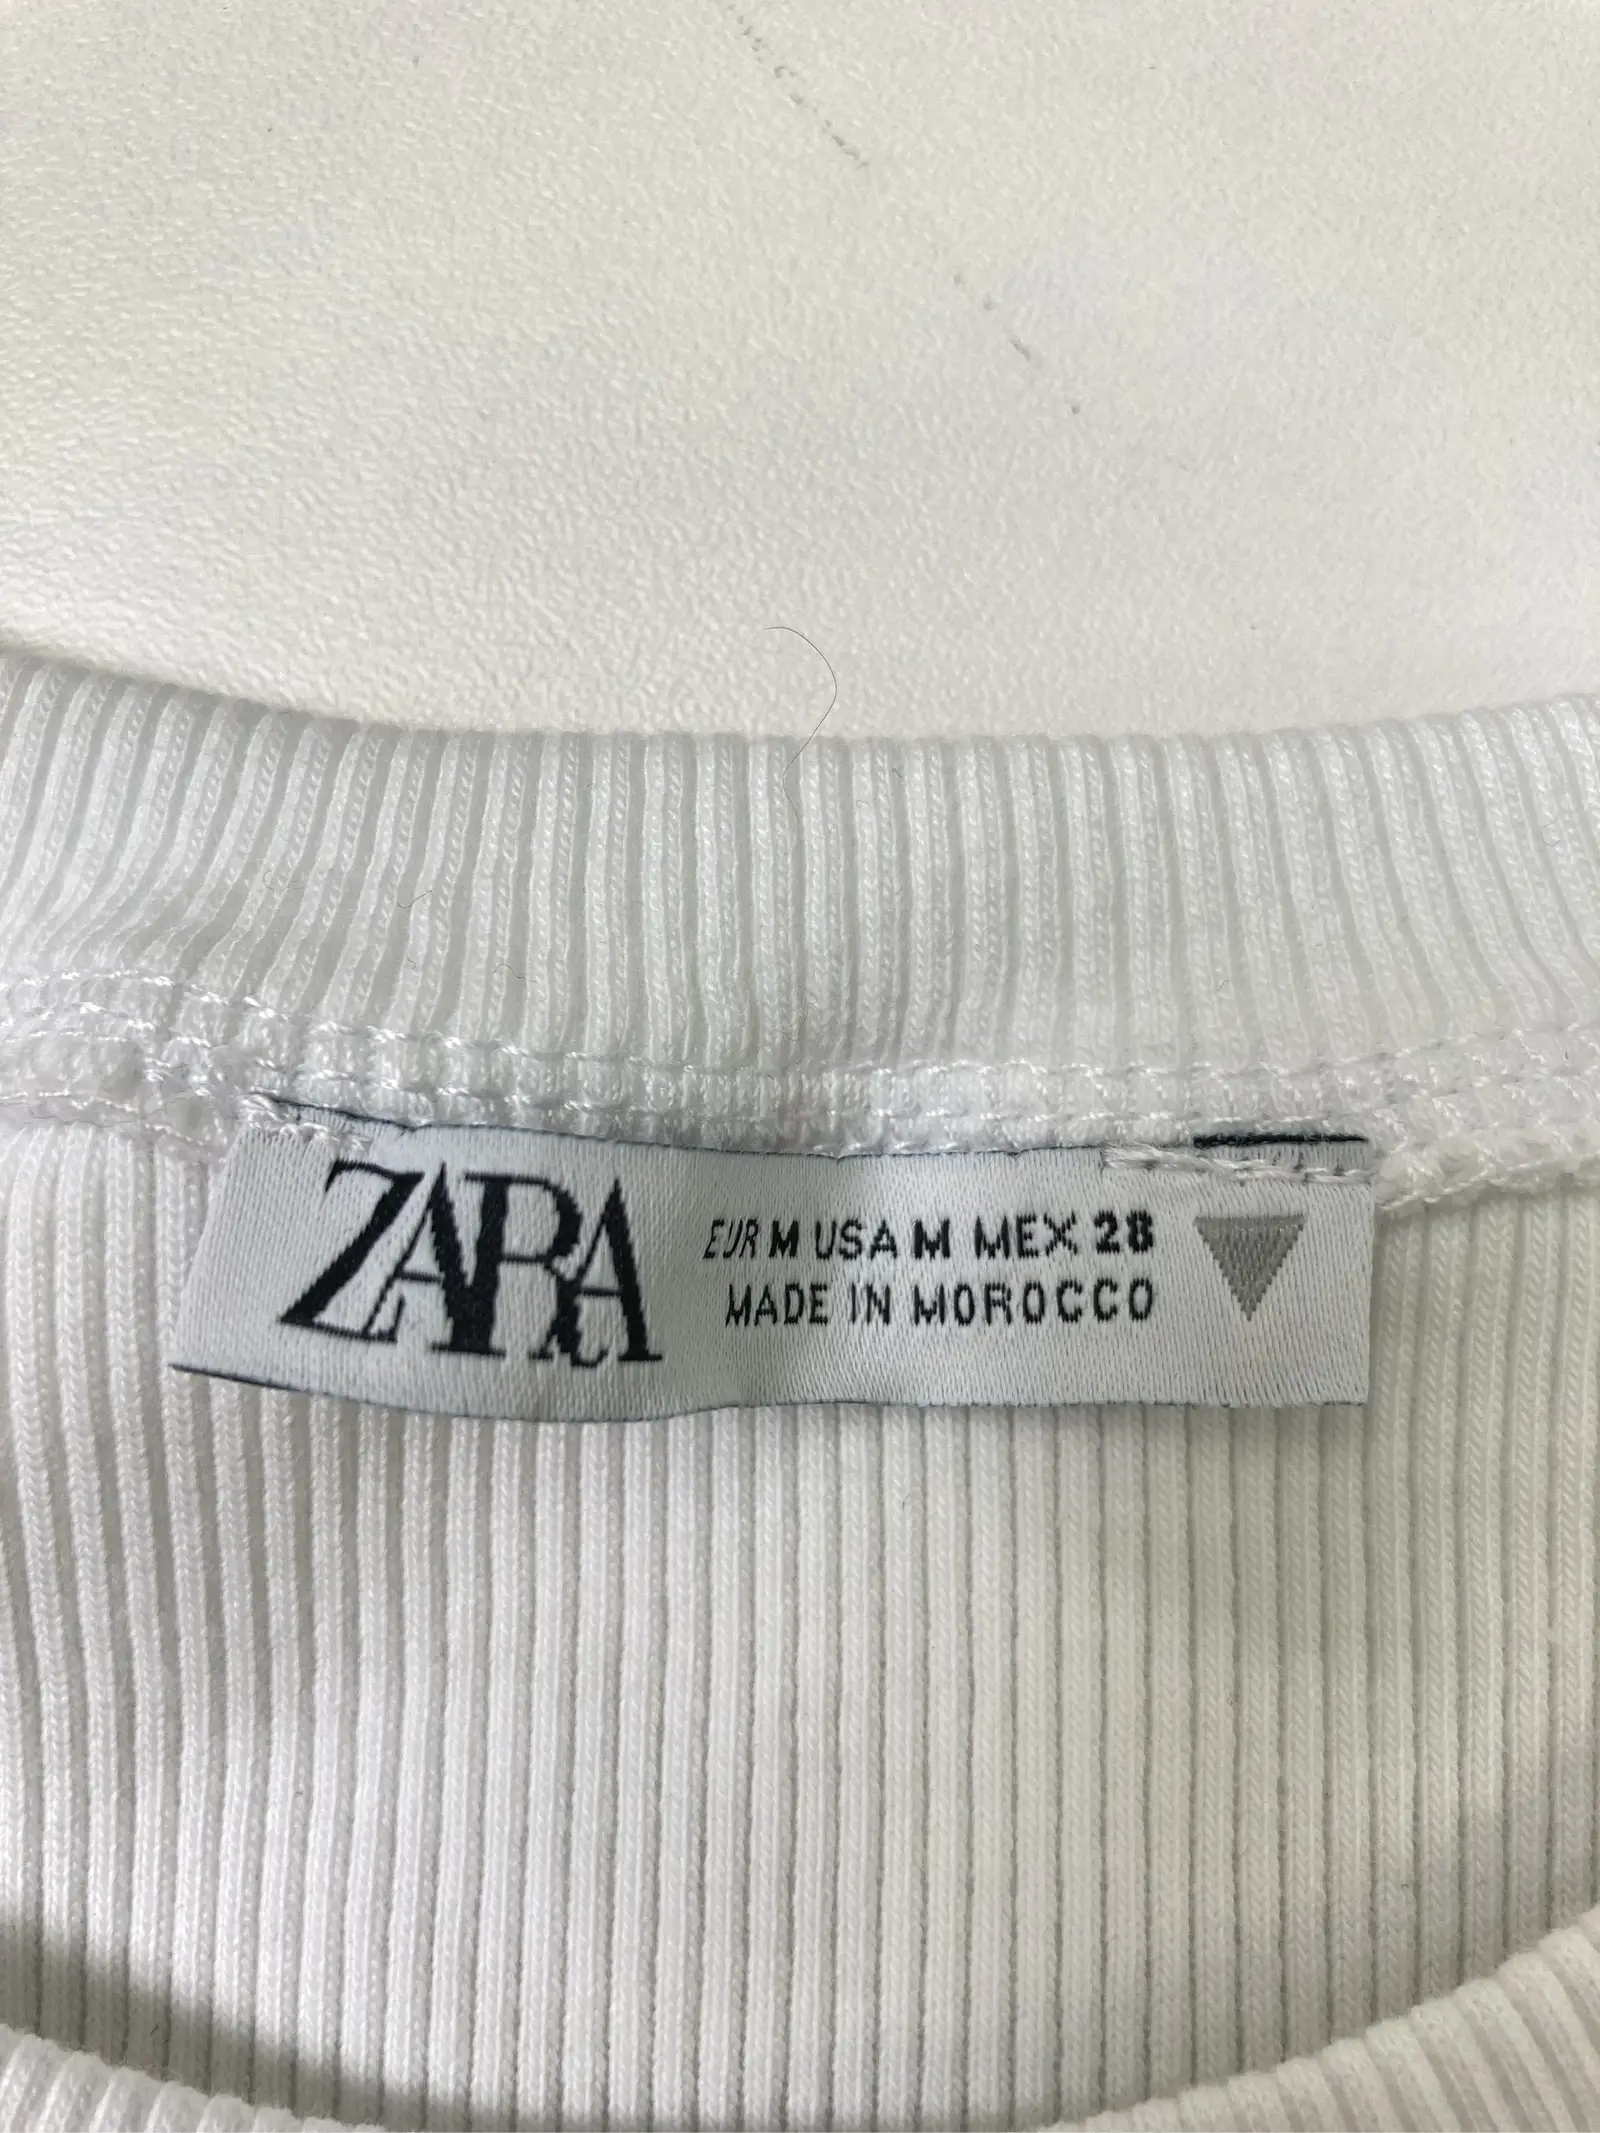 ZARA
EUR M USA M MEX 28
MADE IN MOROCCO